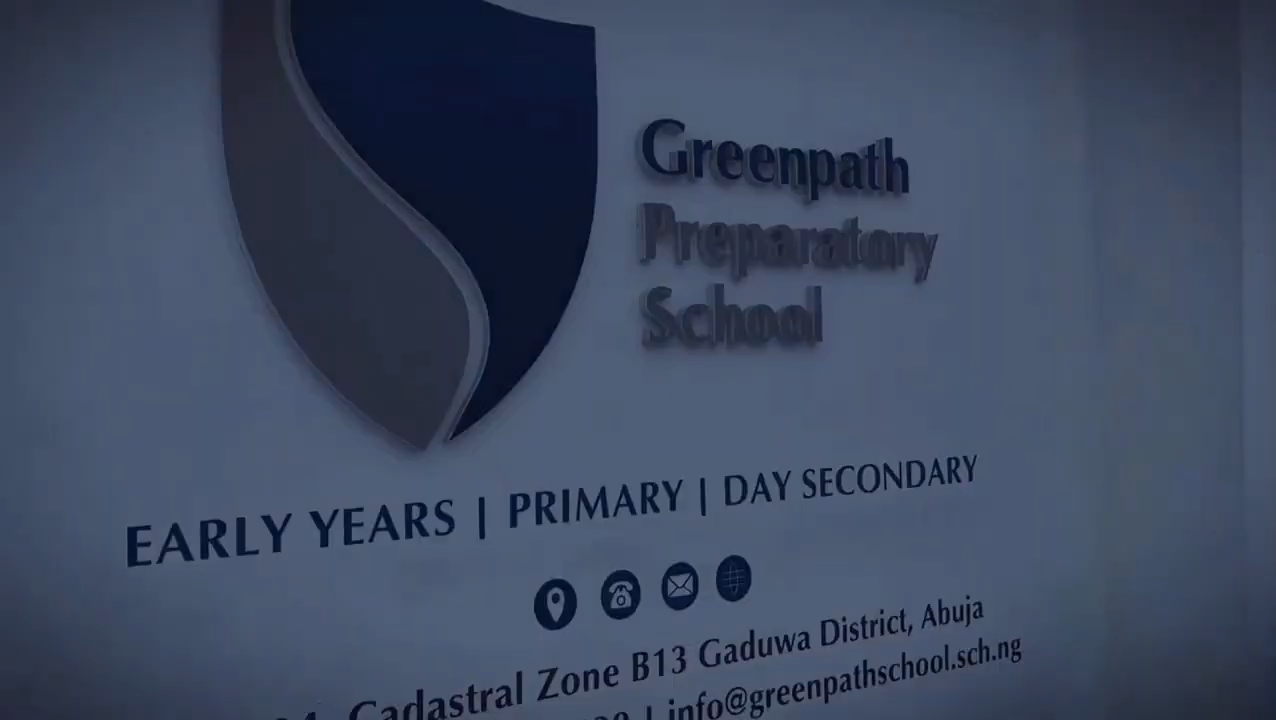 Greenpath
Preparatory
School
EARLY YEARS | PRIMARY | DAY SECONDARY
Cadastral Zone B13 Gaduwa District, Abuja
| info@greenpathschool.sch.ng